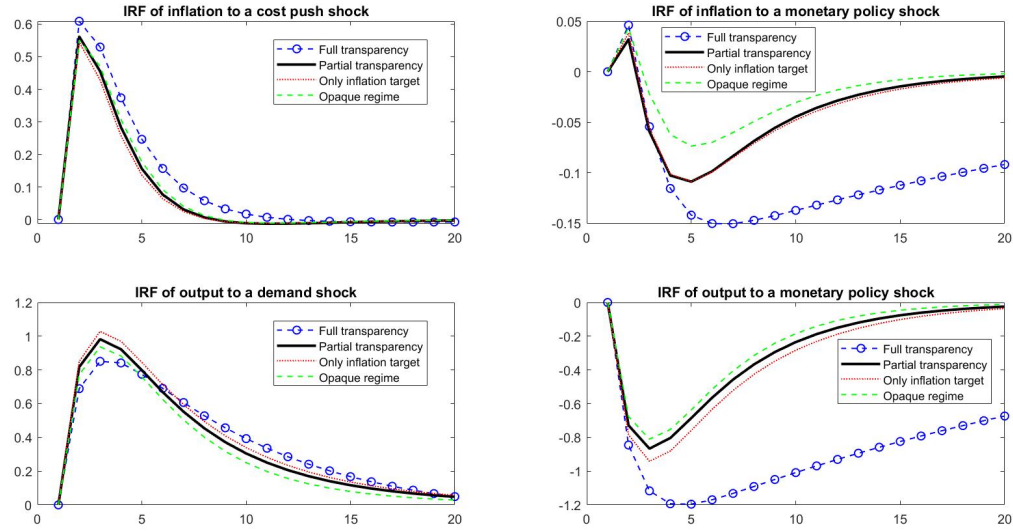 IRF of inflation to a cost push shock
0.6
0.5
0.4
0.3
0.2
0.1
0
0 5 10 15 20
Full transparency
Partial transparency
Only inflation target
Opaque regime
IRF of inflation to a monetary policy shock
0.05
0
-0.05
-0.1
-0.15
0 5 10 15 20
Full transparency
Partial transparency
Only inflation target
Opaque regime
IRF of output to a demand shock
1.2
1
0.8
0.6
0.4
0.2
0
0 5 10 15 20
Full transparency
Partial transparency
Only inflation target
Opaque regime
IRF of output to a monetary policy shock
0
-0.2
-0.4
-0.6
-0.8
-1
-1.2
0 5 10 15 20
Full transparency
Partial transparency
Only inflation target
Opaque regime